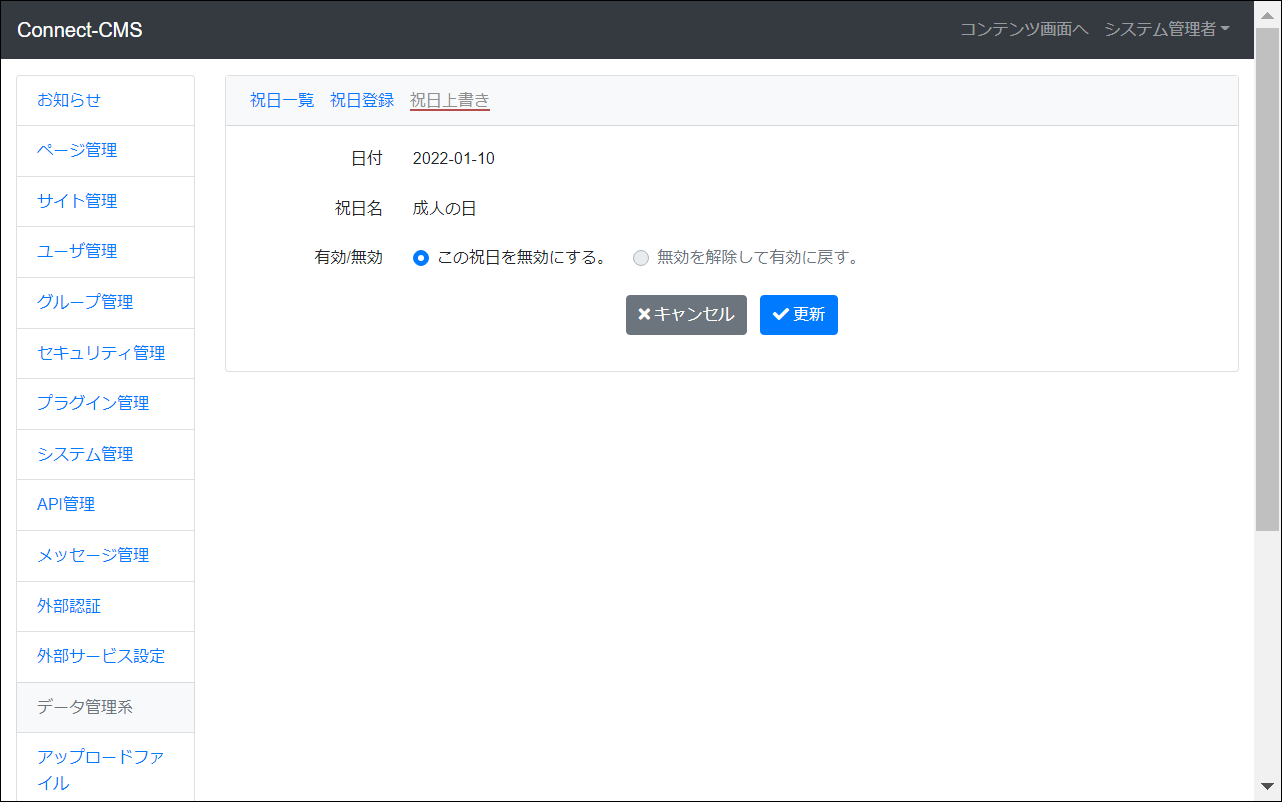 Connect-CMS
コンテンツ画面へ システム管理者
お知らせ
ページ管理
サイト管理
ユーザ管理
グループ管理
セキュリティ管理
プラグイン管理
システム管理
API管理
メッセージ管理
外部認証
外部サービス設定
データ管理系
アップロードファ
イル
祝日一覧 祝日登録 祝日上書き
日付 2022-01-10
祝日名 成人の日
有効/無効 この祝日を無効にする。 無効を解除して有効に戻す。
キャンセル 更新